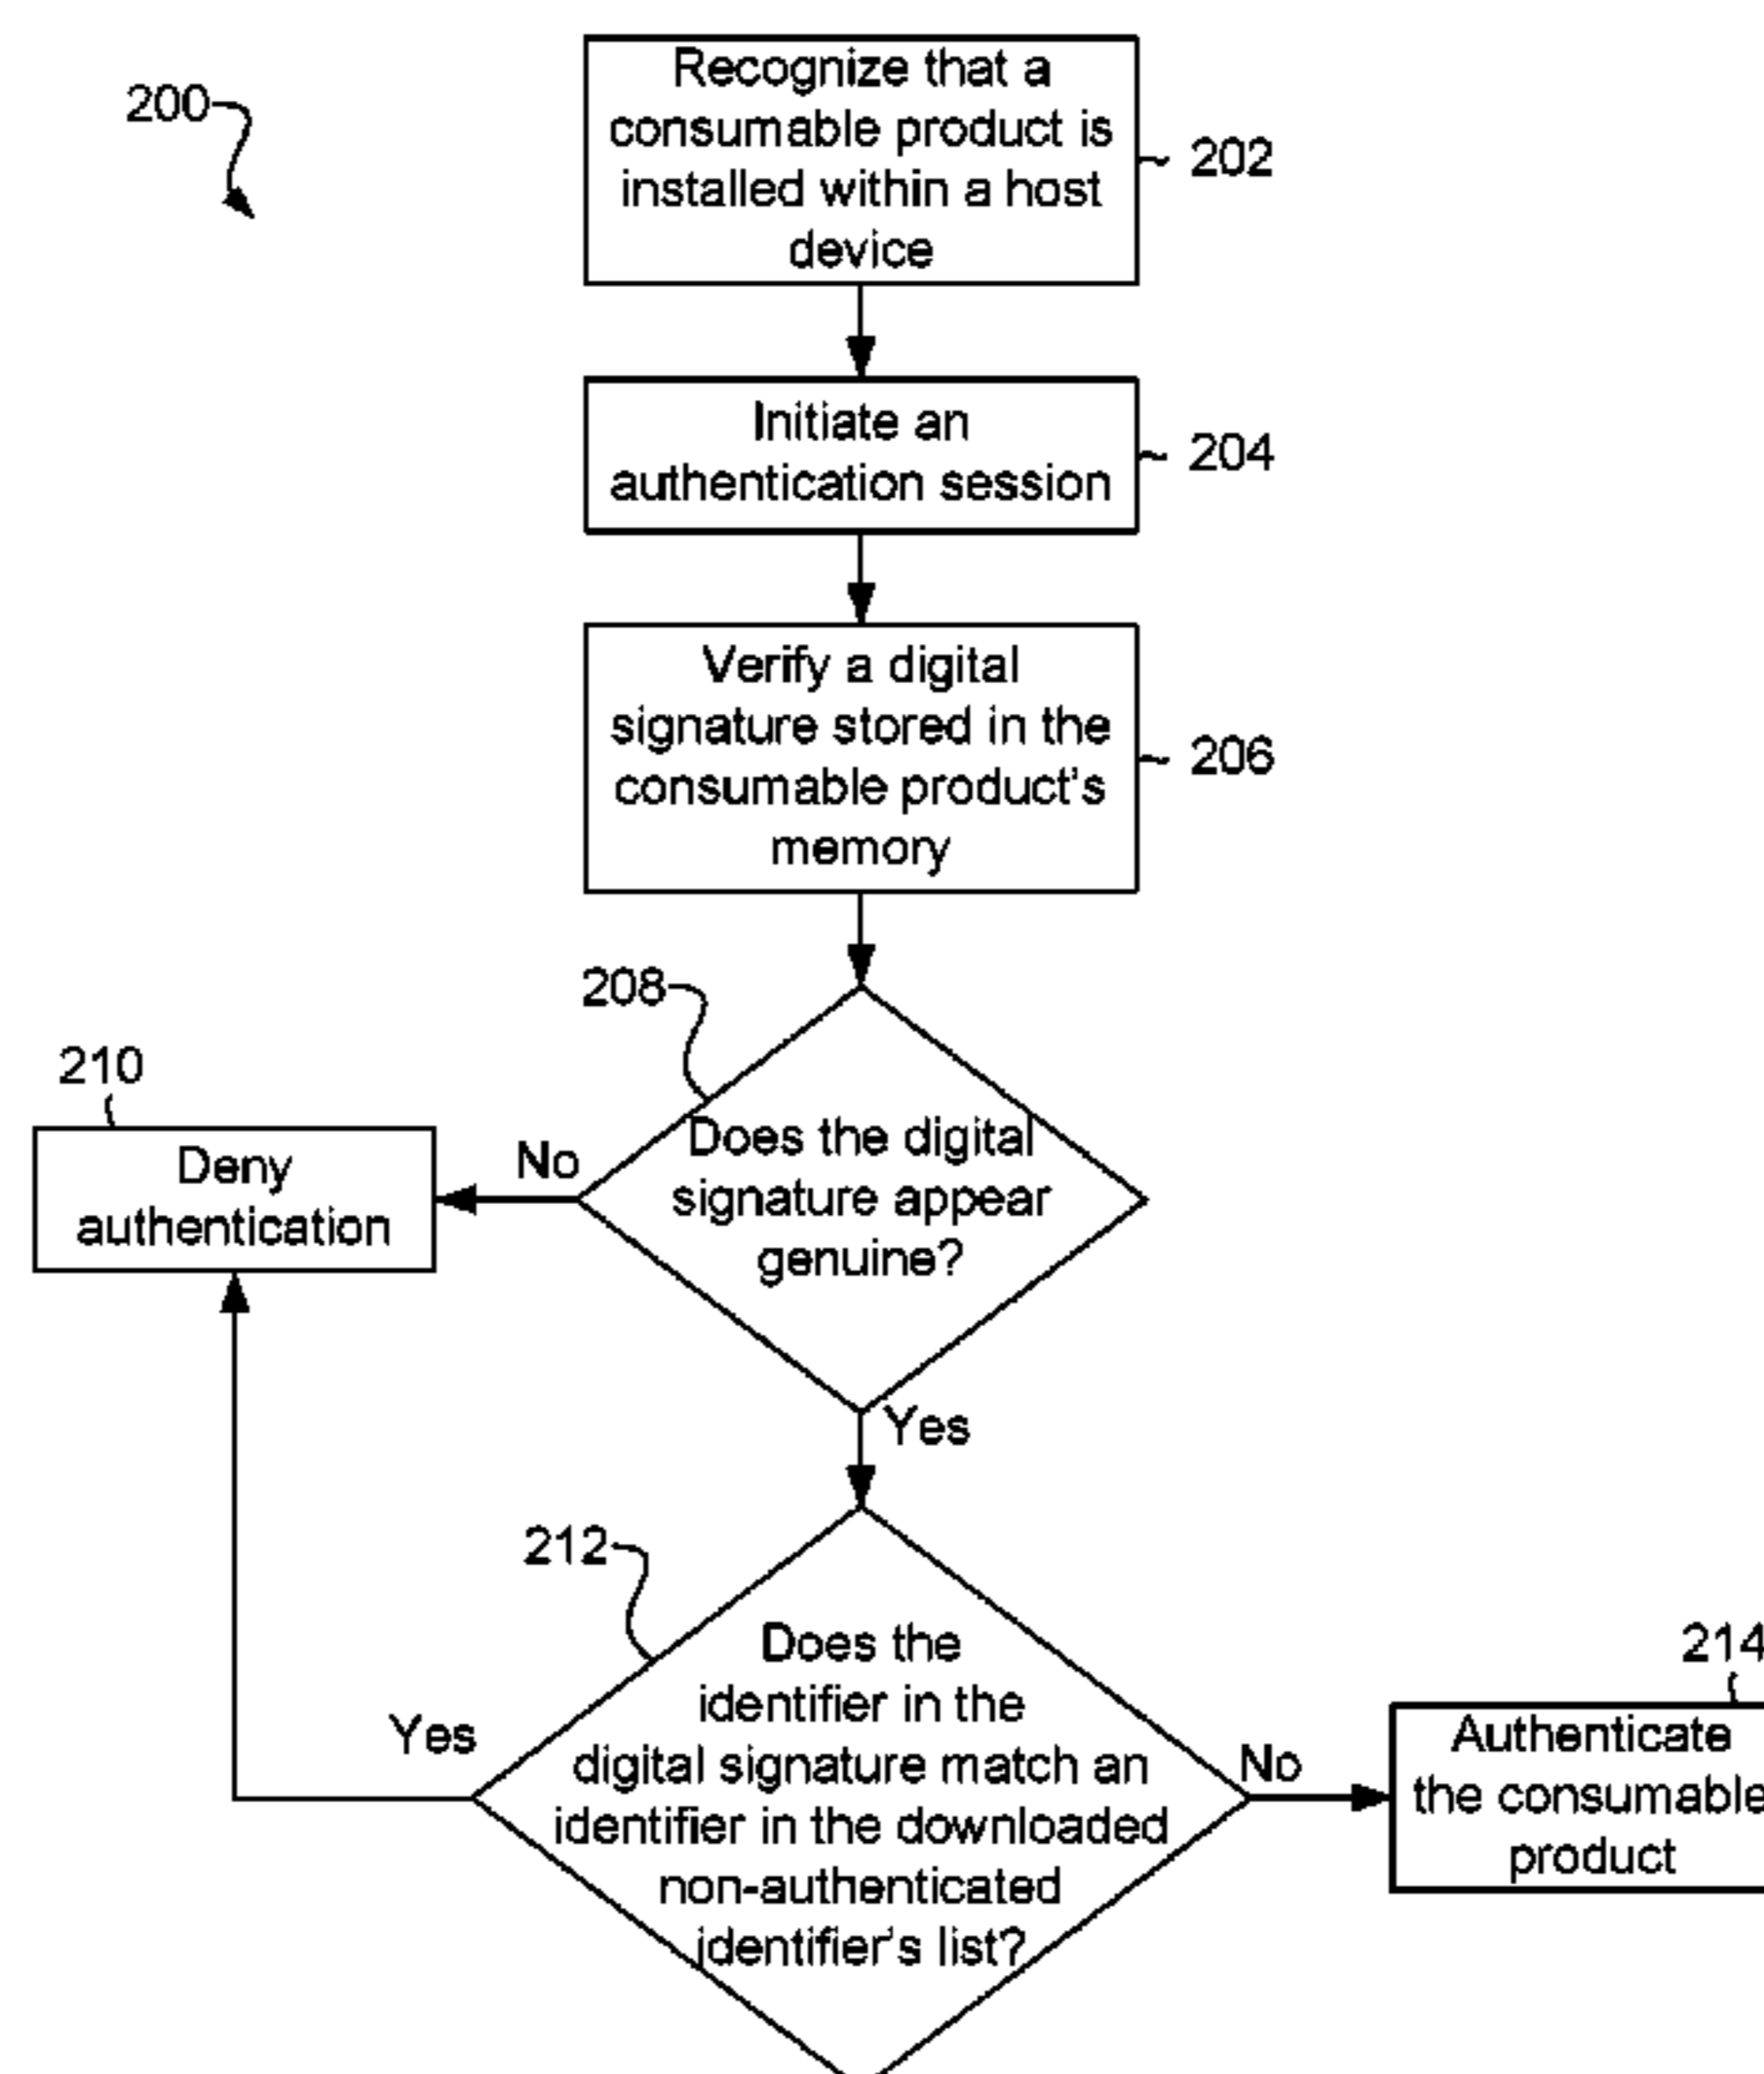 200
Recognize that a
consumable product is
installed within a host
device
202
Initiate an
authentication session
204
Verify a digital
signature stored in the
consumable product's
memory
206
208
Does the digital
signature appear
genuine?
No
210
Deny
authentication
Yes
212
Does the
identifier in the
digital signature match an
identifier in the downloaded
non-authenticated
identifier's list?
Yes
No
214
Authenticate
the consumable
product